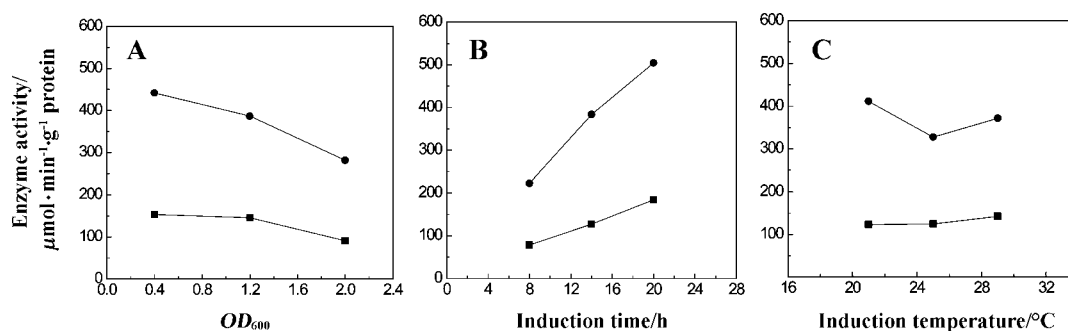 Enzyme activity/
μmol·min⁻¹·g⁻¹ protein
A
600
500
400
300
200
100
0
0.0 0.4 0.8 1.2 1.6 2.0 2.4
OD₆₀₀
B
600
500
400
300
200
100
0
0 4 8 12 16 20 24 28
Induction time/h
C
600
500
400
300
200
100
0
16 20 24 28 32
Induction temperature/°C